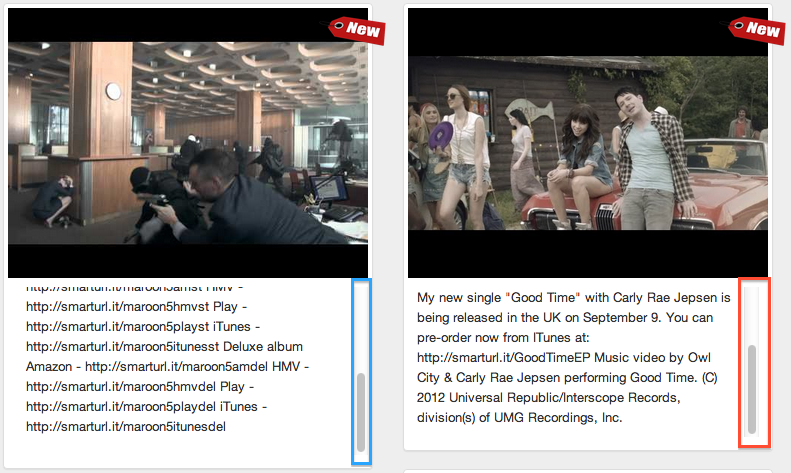 New
http://smarturl.it/maroon5amst HMV -
http://smarturl.it/maroon5hmvst Play -
http://smarturl.it/maroon5playst iTunes -
http://smarturl.it/maroon5itunesst Deluxe album
Amazon - http://smarturl.it/maroon5amdel HMV -
http://smarturl.it/maroon5hmvdel Play -
http://smarturl.it/maroon5playdel iTunes -
http://smarturl.it/maroon5itunesdel
New
My new single "Good Time" with Carly Rae Jepsen is
being released in the UK on September 9. You can
pre-order now from ITunes at:
http://smarturl.it/GoodTimeEP Music video by Owl
City & Carly Rae Jepsen performing Good Time. (C)
2012 Universal Republic/Interscope Records,
division(s) of UMG Recordings, Inc.